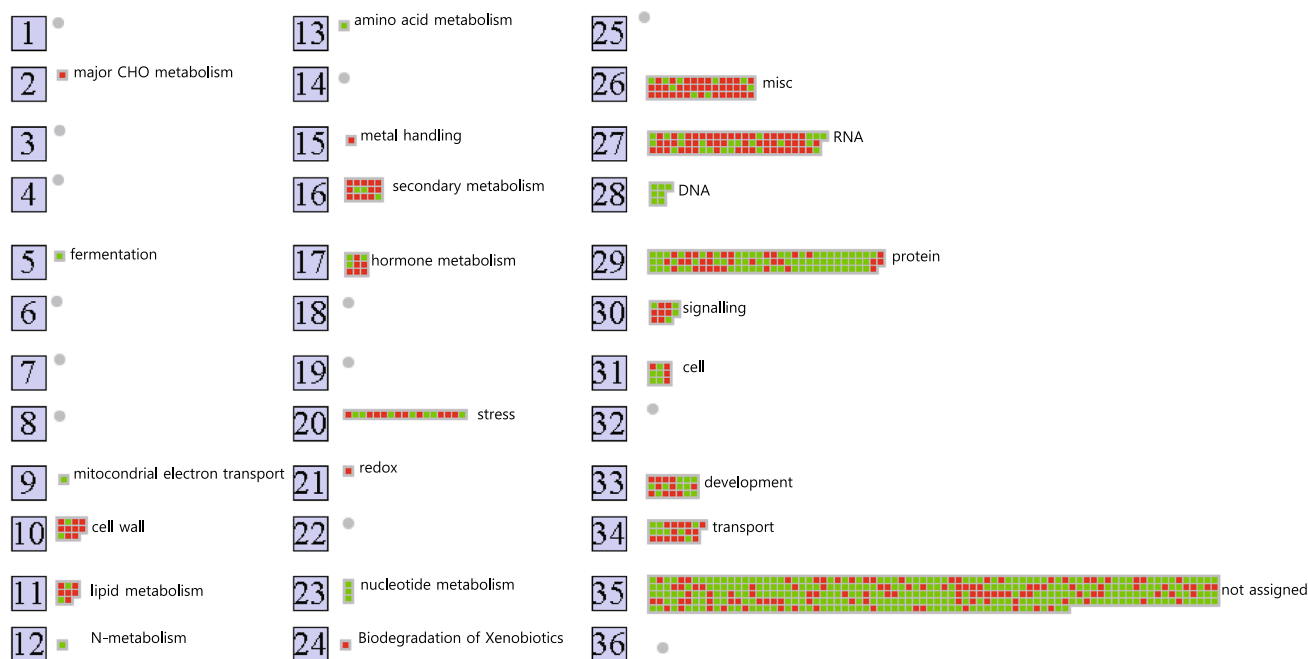 1
2 major CHO metabolism
3
4
5 fermentation
6
7
8
9 mitocondrial electron transport
10 cell wall
11 lipid metabolism
12 N-metabolism
13 amino acid metabolism
14
15 metal handling
16 secondary metabolism
17 hormone metabolism
18
19
20 stress
21 redox
22
23 nucleotide metabolism
24 Biodegradation of Xenobiotics
25
26 misc
27 RNA
28 DNA
29 protein
30 signalling
31 cell
32
33 development
34 transport
35 not assigned
36